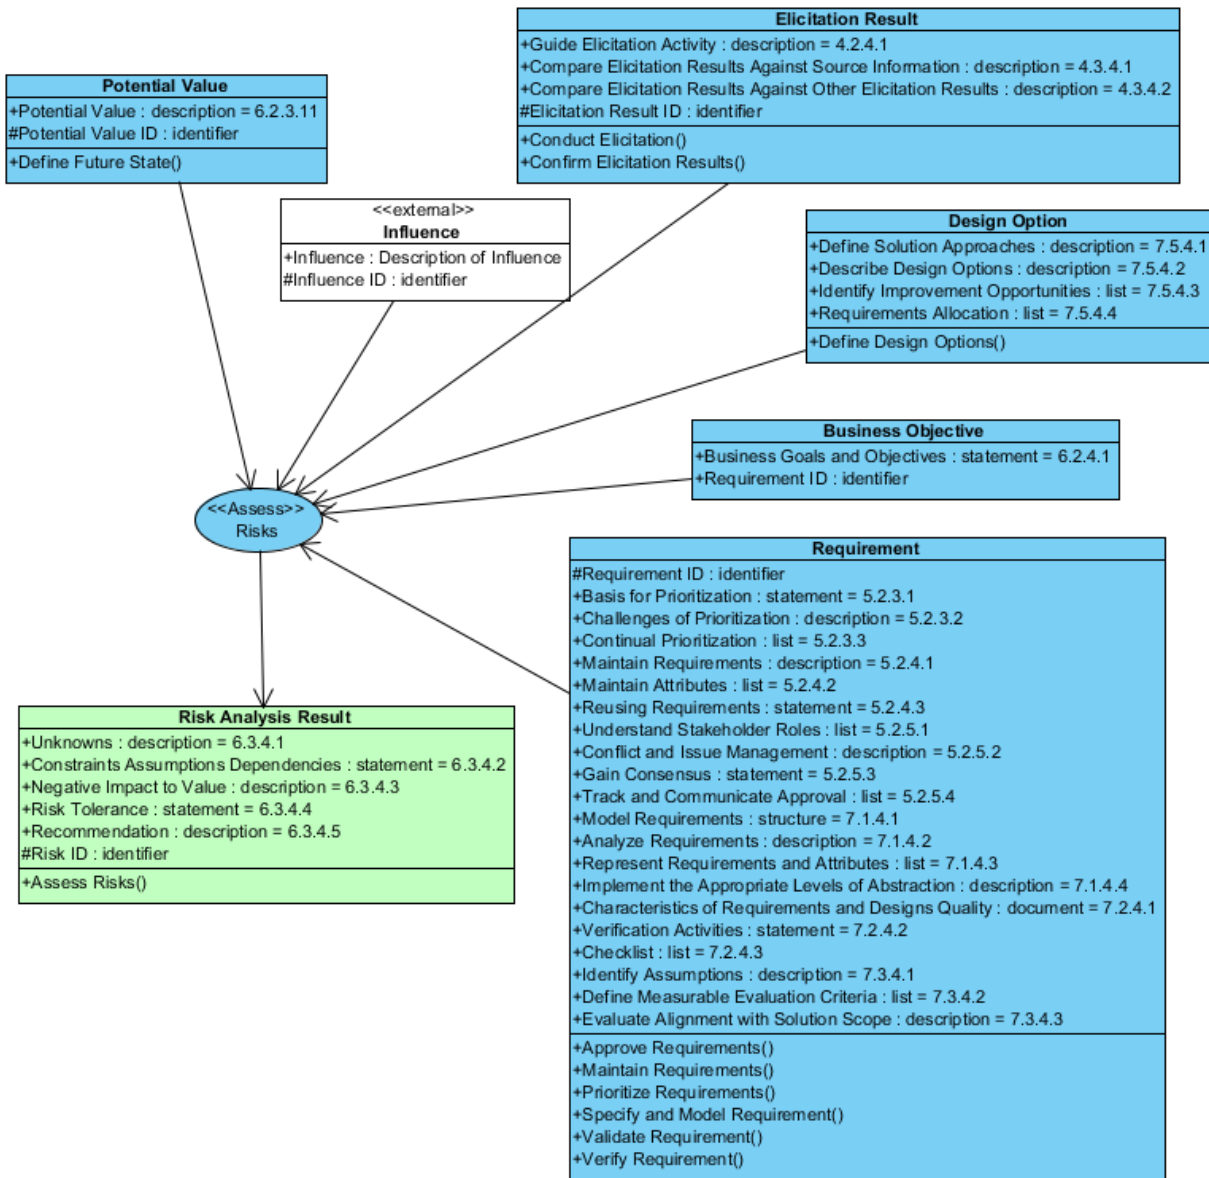 Elicitation Result
+Guide Elicitation Activity : description = 4.2.4.1
+Compare Elicitation Results Against Source Information : description = 4.3.4.1
+Compare Elicitation Results Against Other Elicitation Results : description = 4.3.4.2
#Elicitation Result ID : identifier
+Conduct Elicitation()
+Confirm Elicitation Results()
Potential Value
+Potential Value : description = 6.2.3.11
#Potential Value ID : identifier
+Define Future State()
<<external>>
Influence
+Influence : Description of Influence
#Influence ID : identifier
Design Option
+Define Solution Approaches : description = 7.5.4.1
+Describe Design Options : description = 7.5.4.2
+Identify Improvement Opportunities : list = 7.5.4.3
+Requirements Allocation : list = 7.5.4.4
+Define Design Options()
Business Objective
+Business Goals and Objectives : statement = 6.2.4.1
+Requirement ID : identifier
<<Assess>>
Risks
Requirement
#Requirement ID : identifier
+Basis for Prioritization : statement = 5.2.3.1
+Challenges of Prioritization : description = 5.2.3.2
+Continual Prioritization : list = 5.2.3.3
+Maintain Requirements : description = 5.2.4.1
+Maintain Attributes : list = 5.2.4.2
+Reusing Requirements : statement = 5.2.4.3
+Understand Stakeholder Roles : list = 5.2.5.1
+Conflict and Issue Management : description = 5.2.5.2
+Gain Consensus : statement = 5.2.5.3
+Track and Communicate Approval : list = 5.2.5.4
+Model Requirements : structure = 7.1.4.1
+Analyze Requirements : description = 7.1.4.2
+Represent Requirements and Attributes : list = 7.1.4.3
+Implement the Appropriate Levels of Abstraction : description = 7.1.4.4
+Characteristics of Requirements and Designs Quality : document = 7.2.4.1
+Verification Activities : statement = 7.2.4.2
+Checklist : list = 7.2.4.3
+Identify Assumptions : description = 7.3.4.1
+Define Measurable Evaluation Criteria : list = 7.3.4.2
+Evaluate Alignment with Solution Scope : description = 7.3.4.3
+Approve Requirements()
+Maintain Requirements()
+Prioritize Requirements()
+Specify and Model Requirement()
+Validate Requirement()
+Verify Requirement()
Risk Analysis Result
+Unknowns : description = 6.3.4.1
+Constraints Assumptions Dependencies : statement = 6.3.4.2
+Negative Impact to Value : description = 6.3.4.3
+Risk Tolerance : statement = 6.3.4.4
+Recommendation : description = 6.3.4.5
#Risk ID : identifier
+Assess Risks()